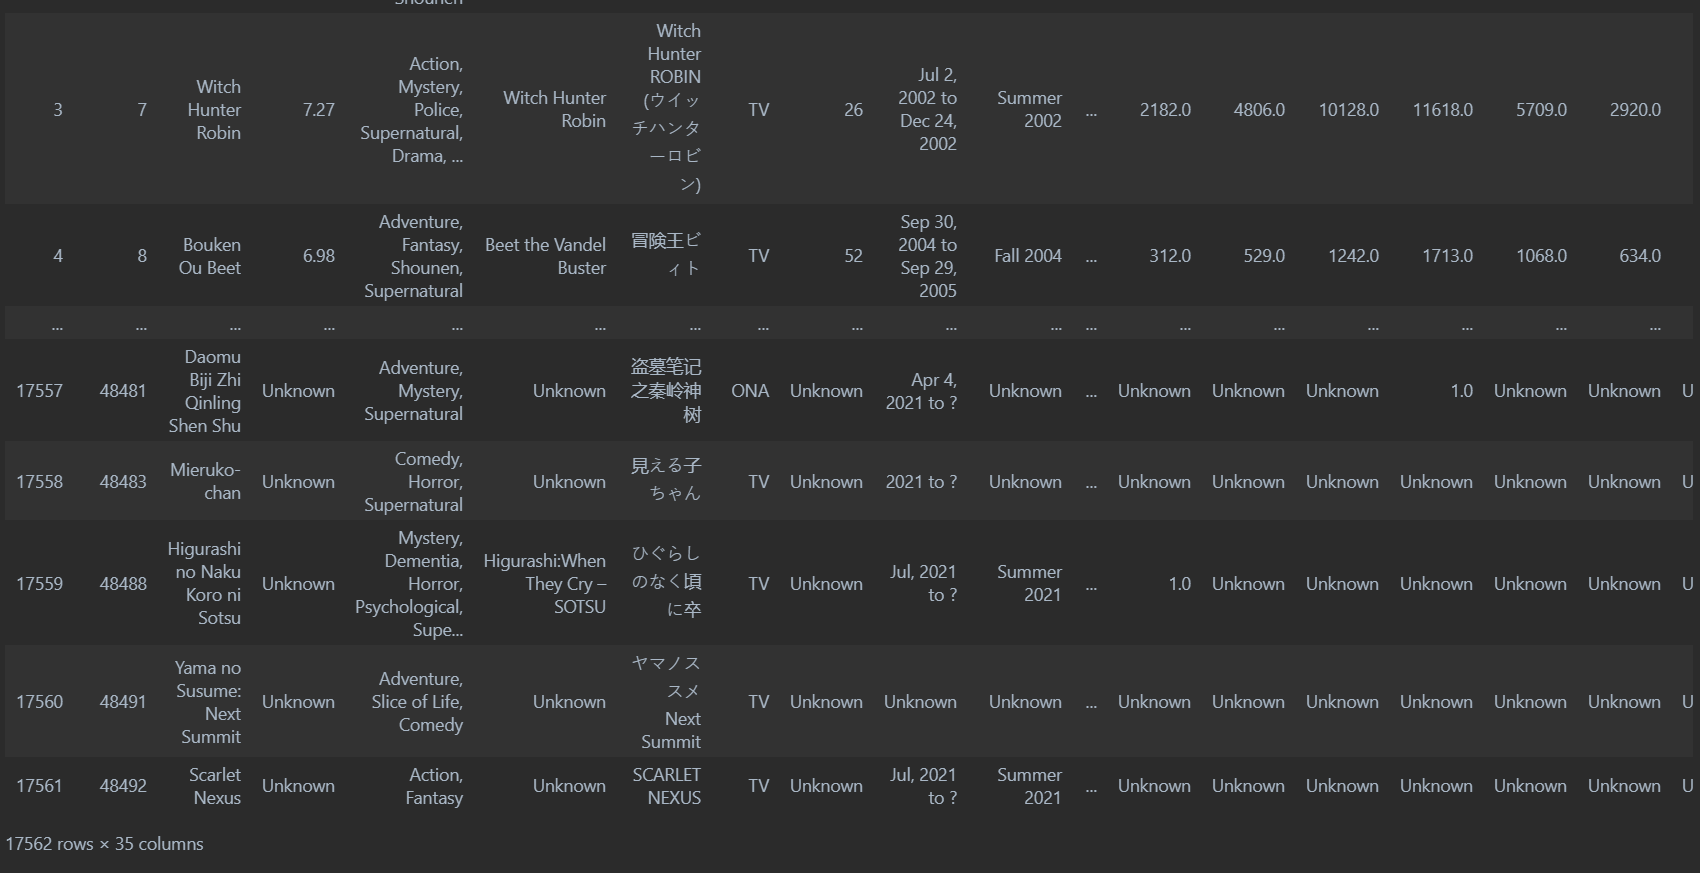 Shounen
3 7 Witch Hunter Robin 7.27 Action, Mystery, Police, Supernatural, Drama, ... Witch Hunter Robin Witch Hunter ROBIN (ウイッチハンターロビン) TV 26 Jul 2, 2002 to Dec 24, 2002 Summer 2002 ... 2182.0 4806.0 10128.0 11618.0 5709.0 2920.0
4 8 Bouken Ou Beet 6.98 Adventure, Fantasy, Shounen, Supernatural Beet the Vandel Buster 冒険王ビィト TV 52 Sep 30, 2004 to Sep 29, 2005 Fall 2004 ... 312.0 529.0 1242.0 1713.0 1068.0 634.0
... ... ... ... ... ... ... ... ... ... ... ... ... ... ... ... ... ...
17557 48481 Daomu Biji Zhi Qinling Shen Shu Unknown Adventure, Mystery, Supernatural Unknown 盗墓笔记之秦岭神树 ONA Unknown Apr 4, 2021 to ? Unknown ... Unknown Unknown Unknown 1.0 Unknown Unknown U
17558 48483 Mieruko-chan Unknown Comedy, Horror, Supernatural Unknown 見える子ちゃん TV Unknown 2021 to ? Unknown ... Unknown Unknown Unknown Unknown Unknown Unknown U
17559 48488 Higurashi no Naku Koro ni Sotsu Unknown Mystery, Dementia, Horror, Psychological, Supe... Higurashi:When They Cry – SOTSU ひぐらしのなく頃に卒 TV Unknown Jul, 2021 to ? Summer 2021 ... 1.0 Unknown Unknown Unknown Unknown Unknown U
17560 48491 Yama no Susume: Next Summit Unknown Adventure, Slice of Life, Comedy Unknown ヤマノススメ Next Summit TV Unknown Unknown Unknown ... Unknown Unknown Unknown Unknown Unknown Unknown U
17561 48492 Scarlet Nexus Unknown Action, Fantasy Unknown SCARLET NEXUS TV Unknown Jul, 2021 to ? Summer 2021 ... Unknown Unknown Unknown Unknown Unknown Unknown U
17562 rows × 35 columns